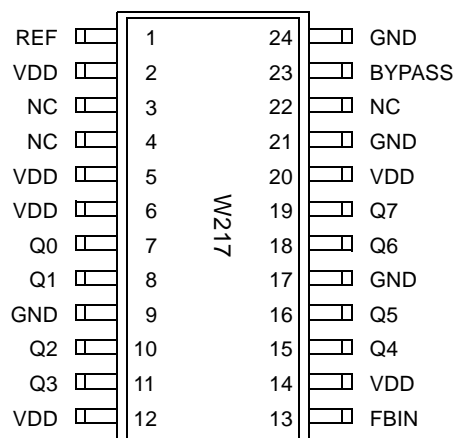 REF 1 24 GND
VDD 2 23 BYPASS
NC 3 22 NC
NC 4 21 GND
VDD 5 20 VDD
VDD 6 19 Q7
Q0 7 18 Q6
Q1 8 17 GND
GND 9 16 Q5
Q2 10 15 Q4
Q3 11 14 VDD
VDD 12 13 FBIN
W217